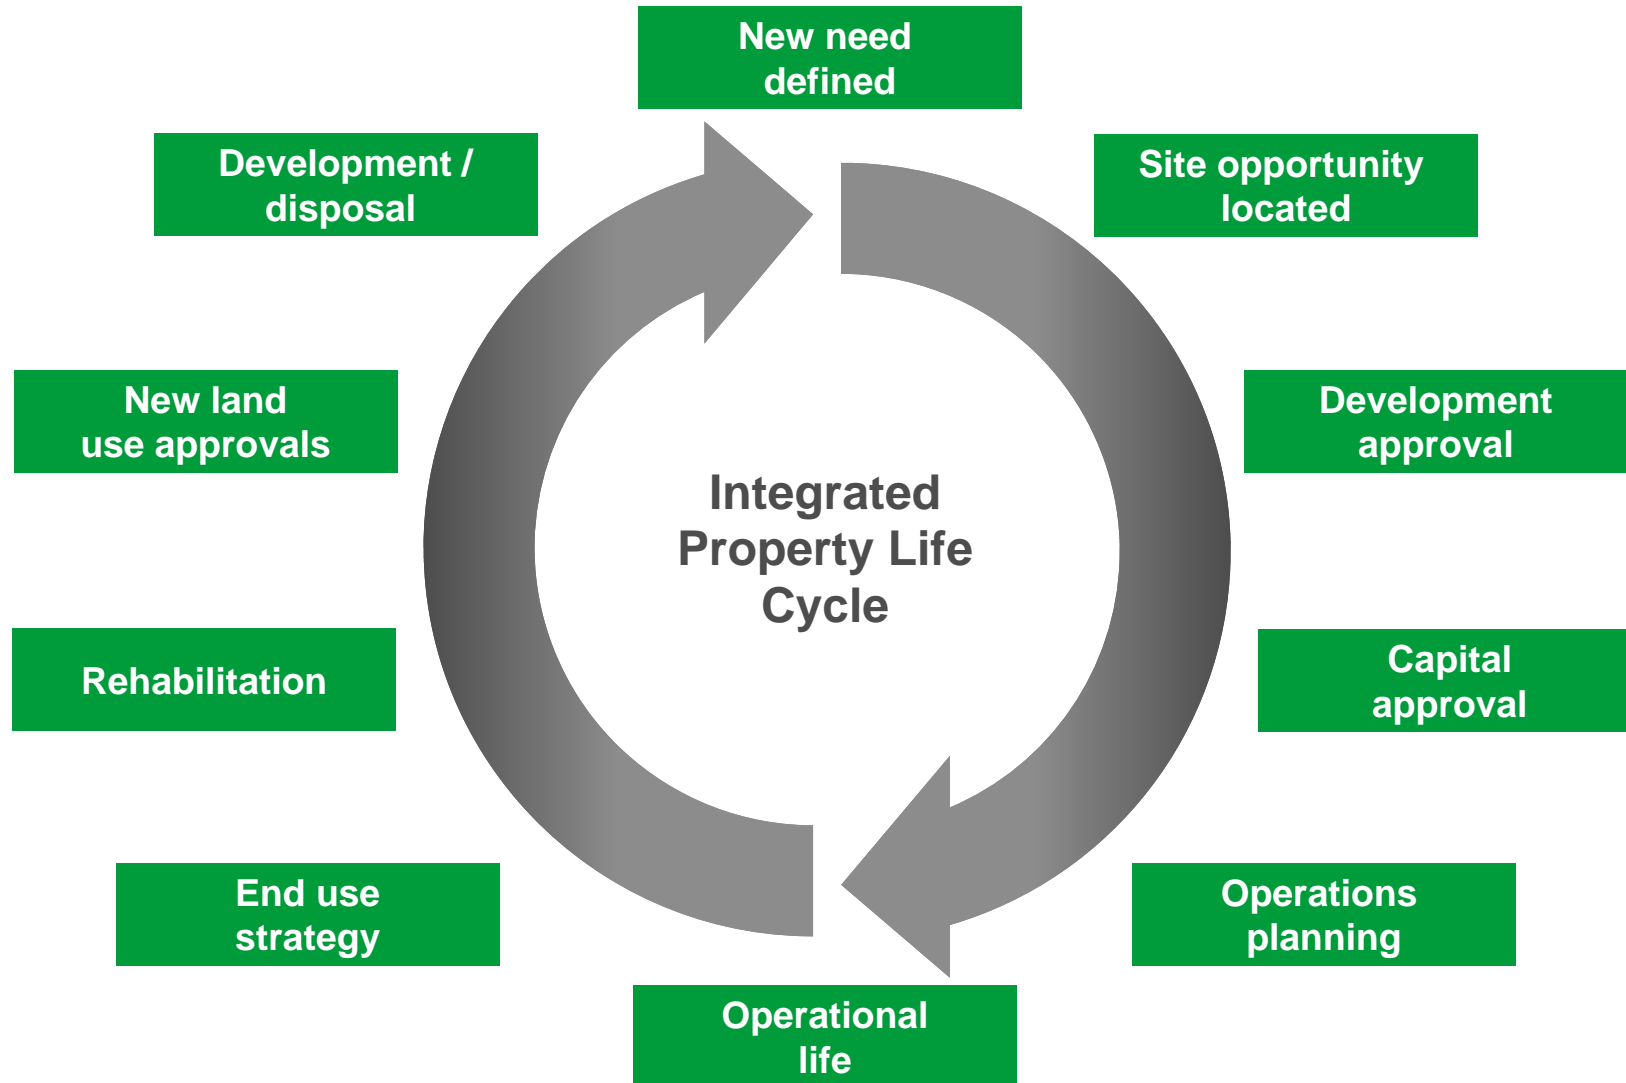 New need
defined
Site opportunity
located
Development
approval
Capital
approval
Operations
planning
Operational
life
End use
strategy
Rehabilitation
New land
use approvals
Development /
disposal
Integrated
Property Life
Cycle